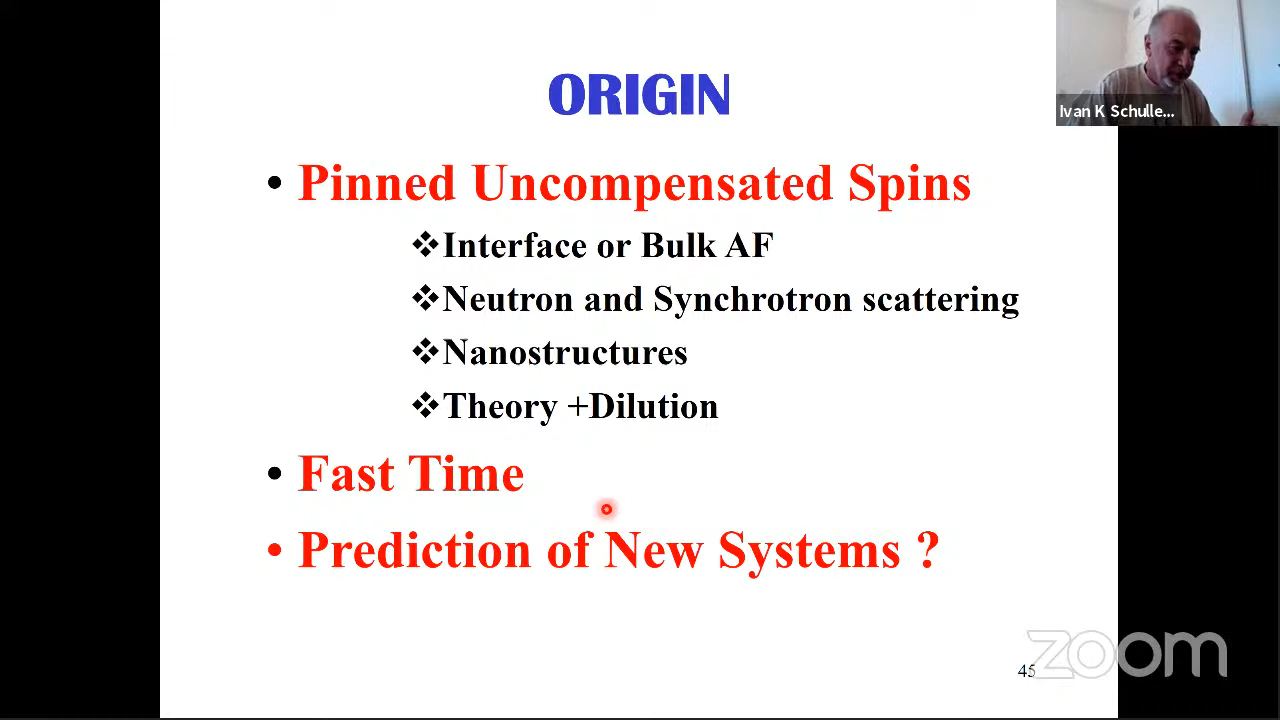 ORIGIN
Ivan K Schulle...
• Pinned Uncompensated Spins
❖Interface or Bulk AF
❖Neutron and Synchrotron scattering
❖Nanostructures
❖Theory +Dilution
• Fast Time
• Prediction of New Systems ?
45
zoom